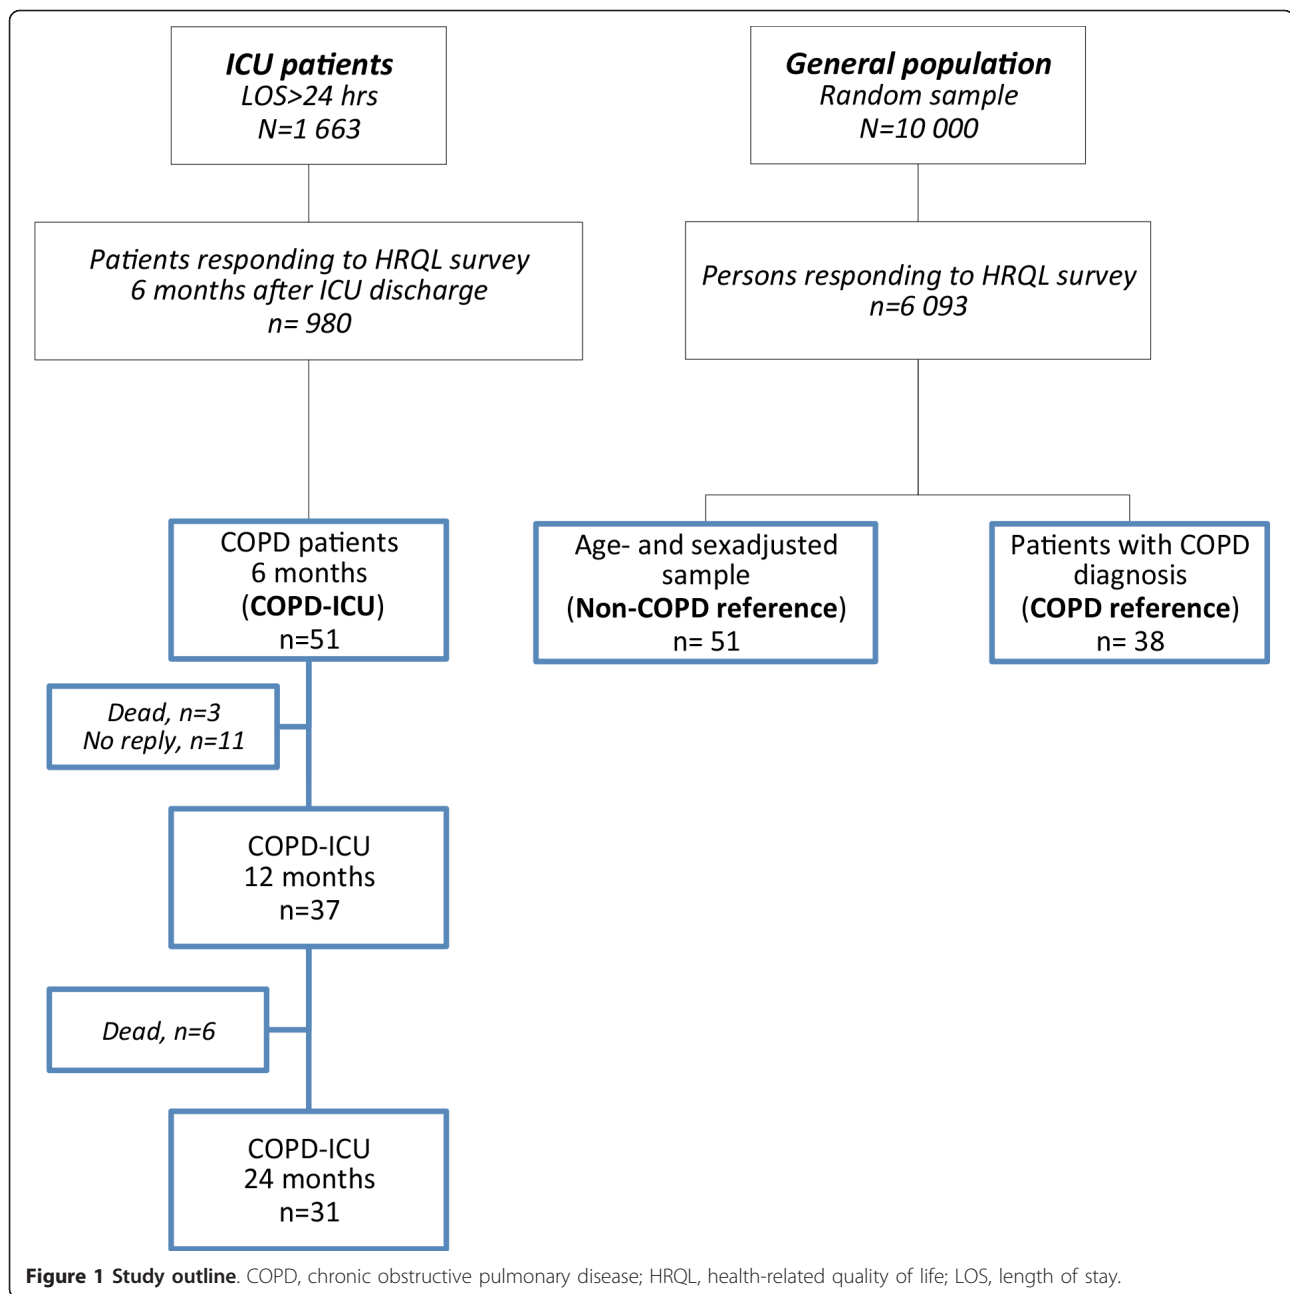 ICU patients
LOS>24 hrs
N=1 663
General population
Random sample
N=10 000
Patients responding to HRQL survey
6 months after ICU discharge
n= 980
Persons responding to HRQL survey
n=6 093
COPD patients
6 months
(COPD-ICU)
n=51
Age- and sexadjusted
sample
(Non-COPD reference)
n= 51
Patients with COPD
diagnosis
(COPD reference)
n= 38
Dead, n=3
No reply, n=11
COPD-ICU
12 months
n=37
Dead, n=6
COPD-ICU
24 months
n=31
Figure 1 Study outline. COPD, chronic obstructive pulmonary disease; HRQL, health-related quality of life; LOS, length of stay.